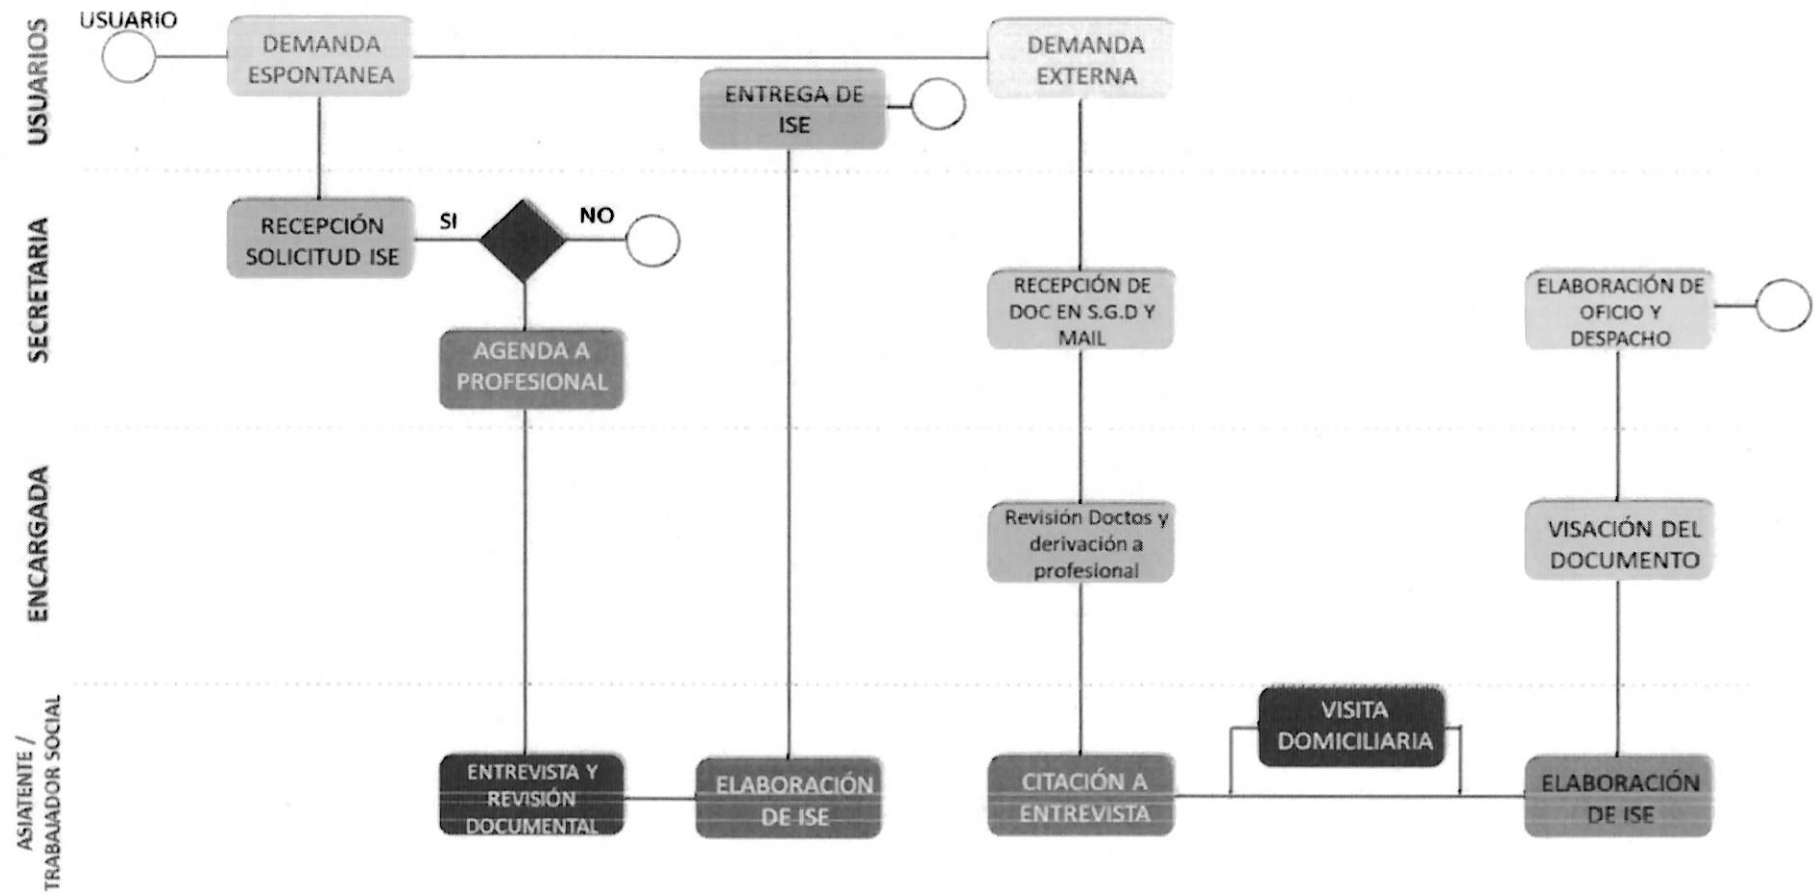 USUARIOS
USUARIO
DEMANDA
ESPONTANEA
DEMANDA
EXTERNA
ENTREGA DE
ISE
SECRETARIA
RECEPCIÓN
SOLICITUD ISE
SI
NO
AGENDA A
PROFESIONAL
RECEPCIÓN DE
DOC EN S.G.D Y
MAIL
ELABORACIÓN DE
OFICIO Y
DESPACHO
ENCARGADA
Revisión Doctos y
derivación a
profesional
VISACIÓN DEL
DOCUMENTO
ASIATENTE /
TRABAJADOR SOCIAL
ENTREVISTA Y
REVISIÓN
DOCUMENTAL
ELABORACIÓN
DE ISE
CITACIÓN A
ENTREVISTA
VISITA
DOMICILIARIA
ELABORACIÓN
DE ISE